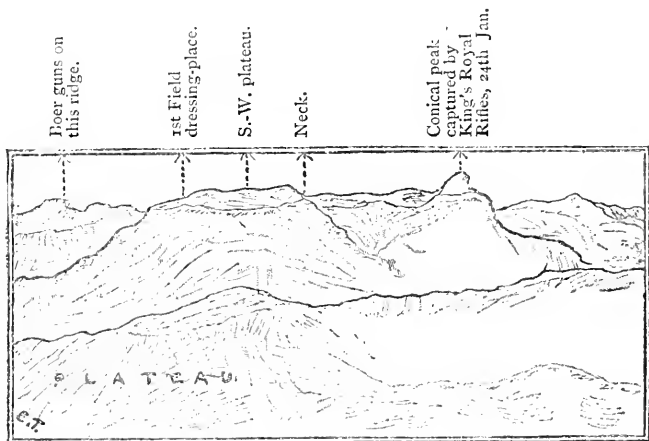 Boer guns on
this ridge.
1st Field
dressing-place.
S.-W. plateau.
Neck.
Conical peak
captured by
King's Royal
Rifles, 24th Jan.
PLATEAU.
C.T.